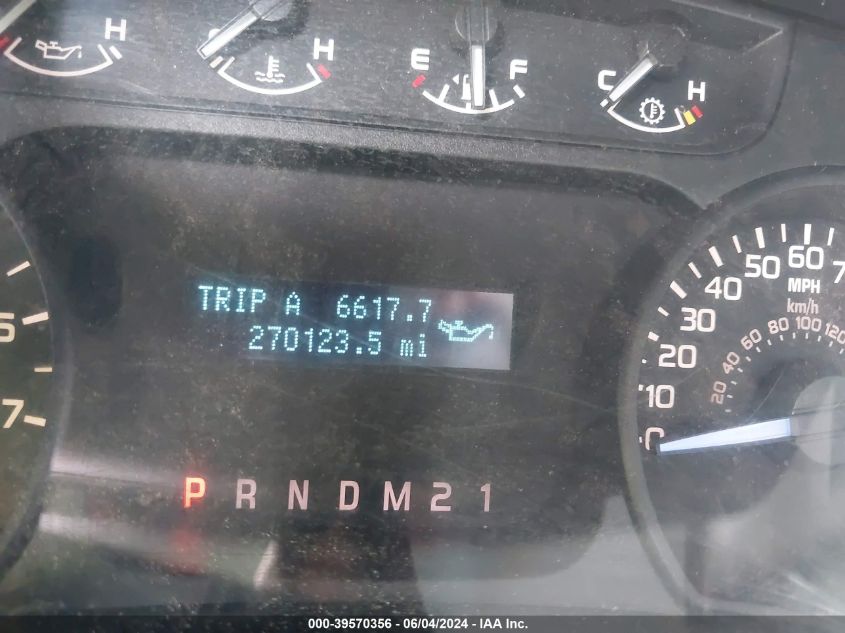 H
H
E F
C H
TRIP A 6617.7
270123.5 mi
P R N D M 2 1
7
0 10 20 30 40 50 60
MPH
km/h
20 40 60 80 100 120
000-39570356 - 06/04/2024 - IAA Inc.